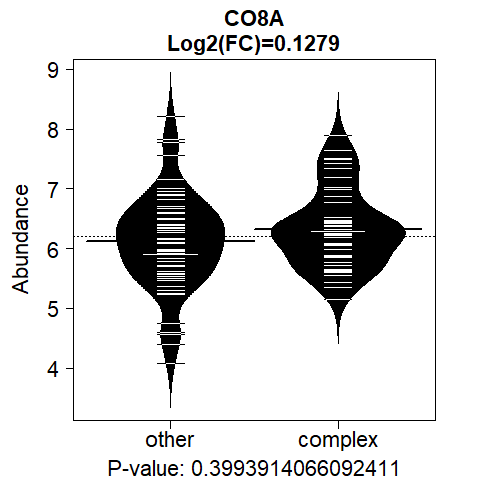 CO8A
Log2(FC)=0.1279
Abundance
9
8
7
6
5
4
other complex
P-value: 0.3993914066092411